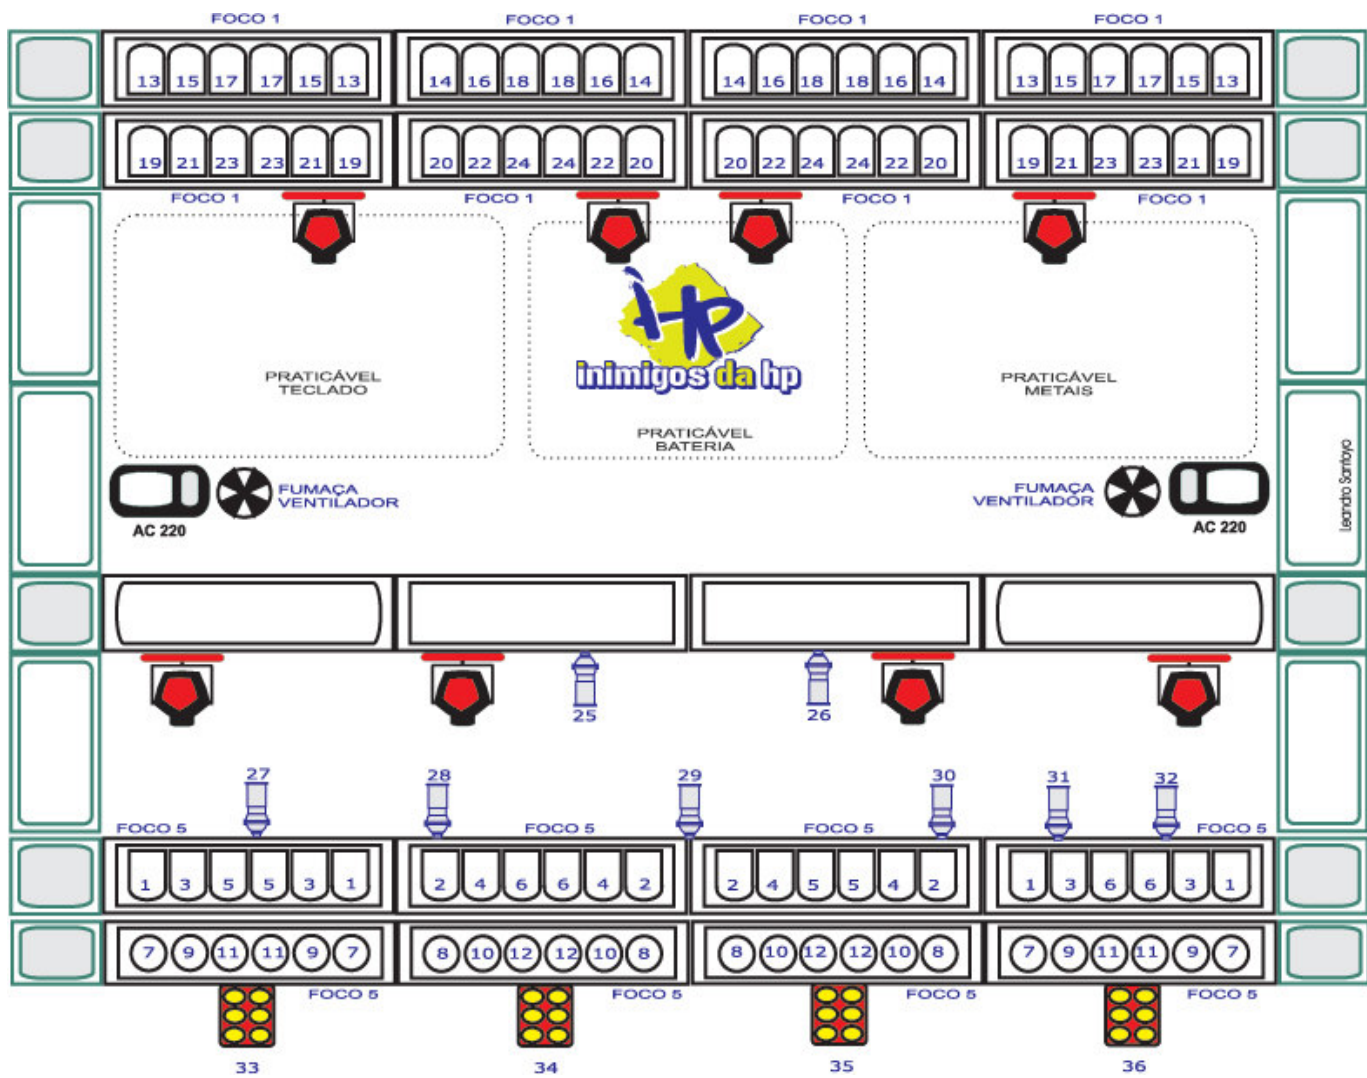 FOCO 1 FOCO 1 FOCO 1 FOCO 1
13 15 17 17 15 13 14 16 18 18 16 14 14 16 18 18 16 14 13 15 17 17 15 13
19 21 23 23 21 19 20 22 24 24 22 20 20 22 24 24 22 20 19 21 23 23 21 19
FOCO 1 FOCO 1 FOCO 1 FOCO 1
HP
inimigos da hp
PRATICÁVEL
TECLADO
PRATICÁVEL
BATERIA
PRATICÁVEL
METAIS
FUMAÇA
VENTILADOR
AC 220
FUMAÇA
VENTILADOR
AC 220
Leandro Santoyo
25 26
27 28 29 30 31 32
FOCO 5 FOCO 5 FOCO 5 FOCO 5
1 3 5 5 3 1 2 4 6 6 4 2 2 4 5 5 4 2 1 3 6 6 3 1
7 9 11 11 9 7 8 10 12 12 10 8 8 10 12 12 10 8 7 9 11 11 9 7
FOCO 5 FOCO 5 FOCO 5 FOCO 5
33 34 35 36